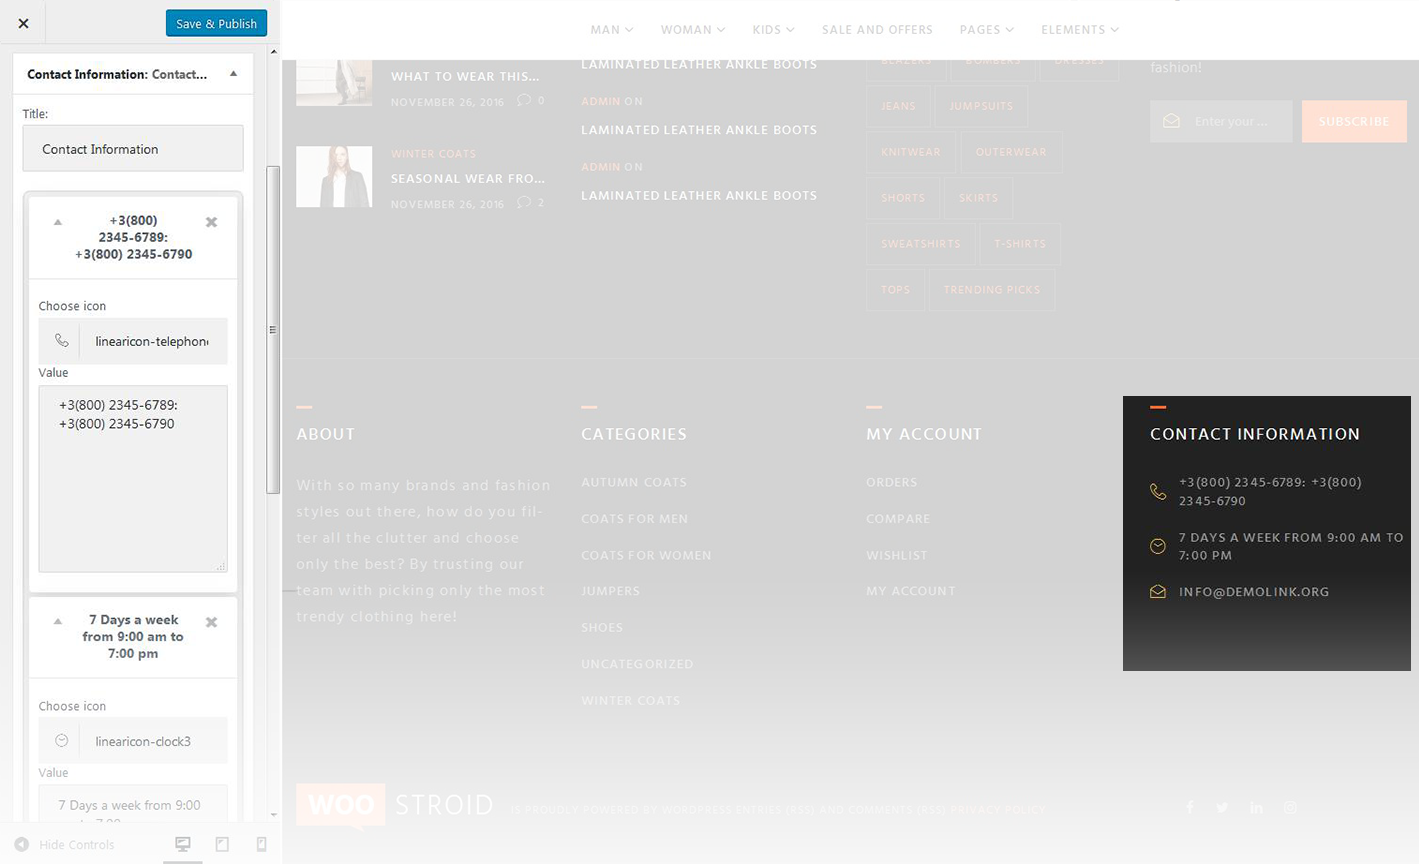 Save & Publish
Contact Information: Contact...
Title:
Contact Information
+3(800)
2345-6789:
+3(800) 2345-6790
Choose icon
linearicon-telephone
Value
+3(800) 2345-6789:
+3(800) 2345-6790
7 Days a week
from 9:00 am to
7:00 pm
Choose icon
linearicon-clock3
Value
7 Days a week from 9:00
Hide Controls
MAN
WOMAN
KIDS
SALE AND OFFERS
PAGES
ELEMENTS
WHAT TO WEAR THIS...
NOVEMBER 26, 2016 0
WINTER COATS
SEASONAL WEAR FRO...
NOVEMBER 26, 2016 2
LAMINATED LEATHER ANKLE BOOTS
ADMIN ON
LAMINATED LEATHER ANKLE BOOTS
ADMIN ON
LAMINATED LEATHER ANKLE BOOTS
BLAZERS BOMBERS DRESSES
JEANS JUMPSUITS
KNITWEAR OUTERWEAR
SHORTS SKIRTS
SWEATSHIRTS T-SHIRTS
TOPS TRENDING PICKS
fashion!
Enter your ...
SUBSCRIBE
ABOUT
With so many brands and fashion
styles out there, how do you fil-
ter all the clutter and choose
only the best? By trusting our
team with picking only the most
trendy clothing here!
CATEGORIES
AUTUMN COATS
COATS FOR MEN
COATS FOR WOMEN
JUMPERS
SHOES
UNCATEGORIZED
WINTER COATS
MY ACCOUNT
ORDERS
COMPARE
WISHLIST
MY ACCOUNT
CONTACT INFORMATION
+3(800) 2345-6789: +3(800)
2345-6790
7 DAYS A WEEK FROM 9:00 AM TO
7:00 PM
INFO@DEMOLINK.ORG
WOO STROID
IS PROUDLY POWERED BY WORDPRESS ENTRIES (RSS) AND COMMENTS (RSS) PRIVACY POLICY